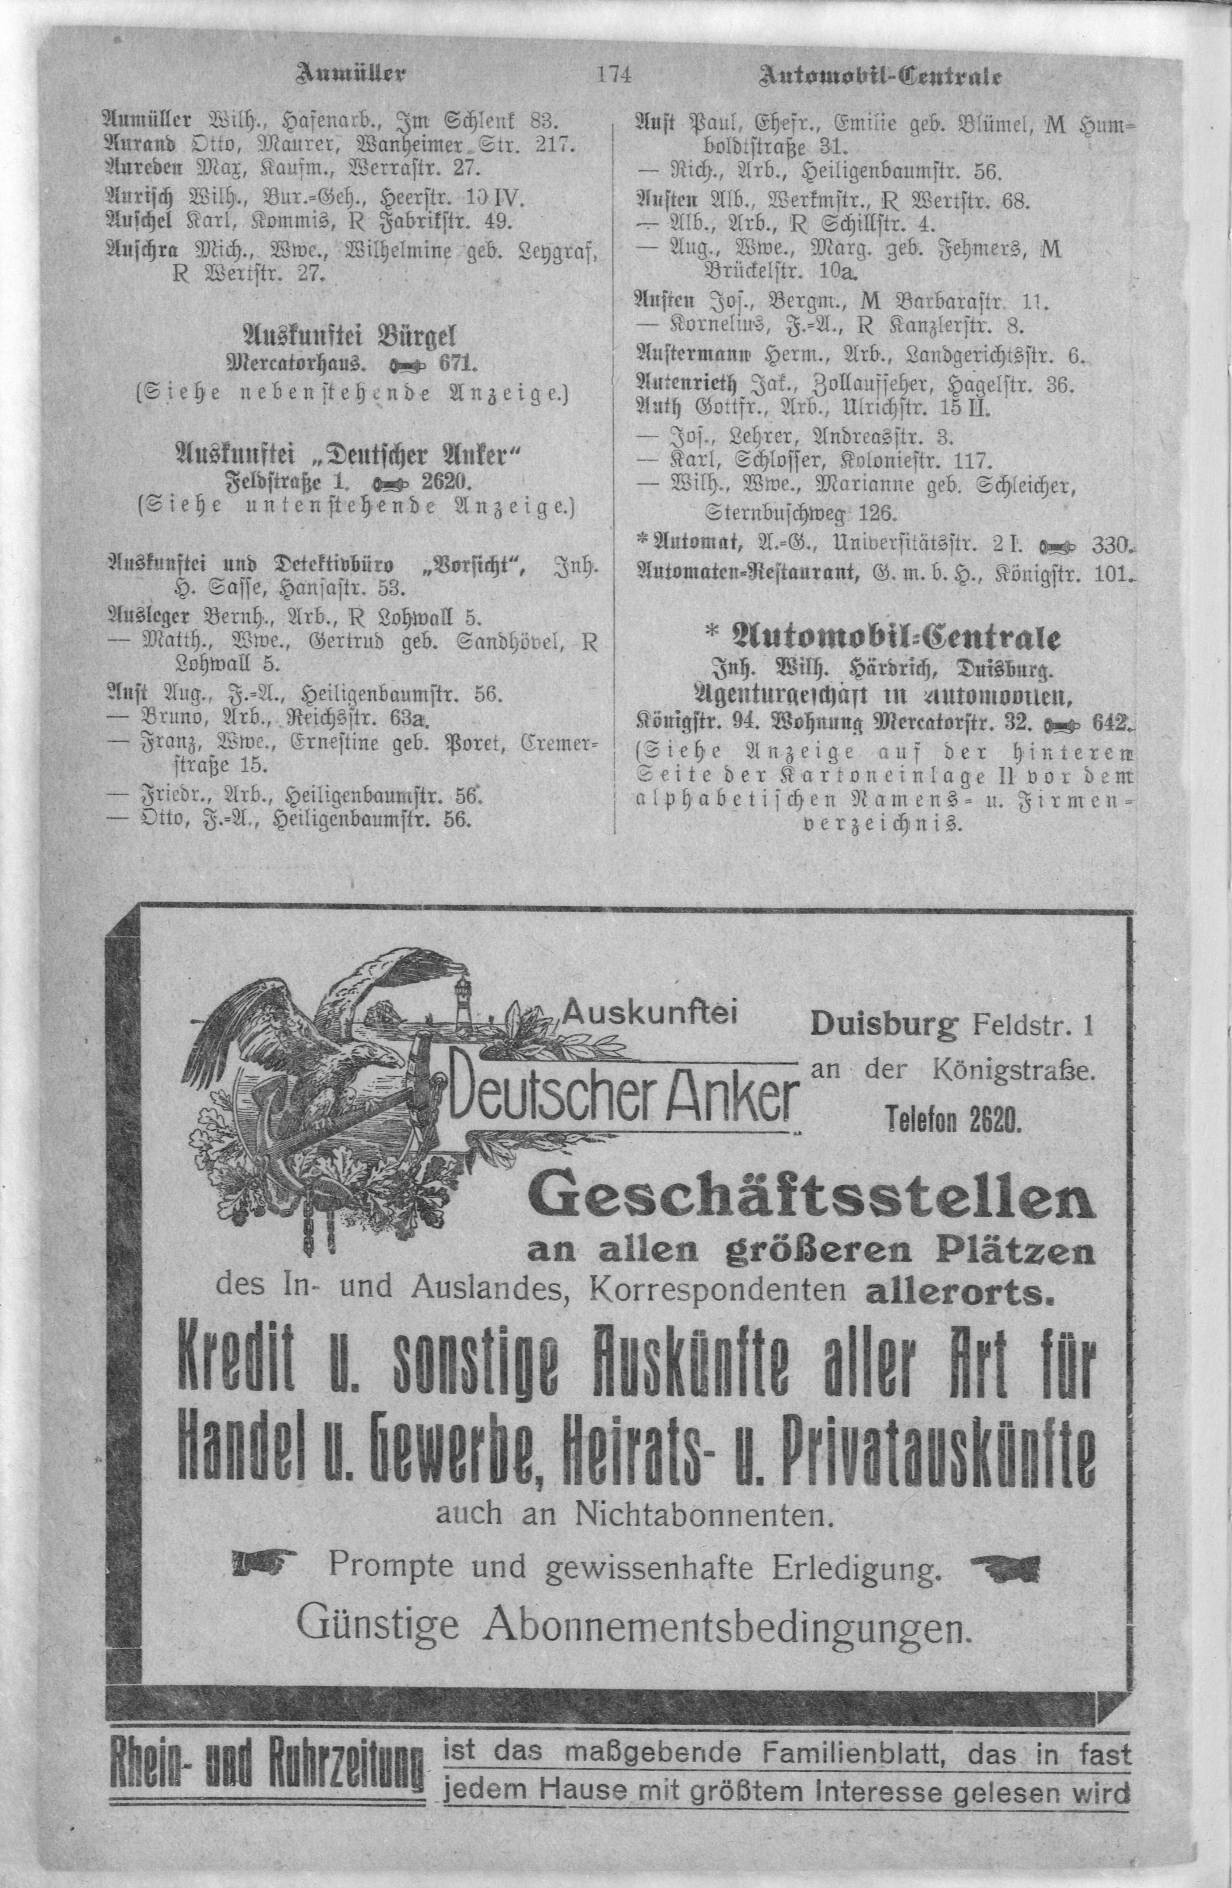 Aumüller
174
Automobil-Centrale
Aumüller Wilh., Hafenarb., Im Schlenk 83.
Aurand Otto, Maurer, Wanheimer Str. 217.
Aureden Max, Kaufm., Werrastr. 27.
Aurisch Wilh., Bur.-Geh., Heerstr. 10 IV.
Auschel Karl, Kommis, R Fabrikstr. 49.
Auschra Mich., Wwe., Wilhelmine geb. Leygraf,
R Wertstr. 27.
Auskunftei Bürgel
Mercatorhaus. 671.
(Siehe nebenstehende Anzeige.)
Auskunftei „Deutscher Anker“
Feldstraße 1. 2620.
(Siehe untenstehende Anzeige.)
Auskunftei und Detektivbüro „Vorsicht“, Inh.
H. Sasse, Hansastr. 53.
Ausleger Bernh., Arb., R Lohwall 5.
— Matth., Wwe., Gertrud geb. Sandhövel, R
Lohwall 5.
Aust Aug., F.-A., Heiligenbaumstr. 56.
— Bruno, Arb., Reichsstr. 63a.
— Franz, Wwe., Ernestine geb. Poret, Cremer-
straße 15.
— Friedr., Arb., Heiligenbaumstr. 56.
— Otto, F.-A., Heiligenbaumstr. 56.
Aust Paul, Ehefr., Emilie geb. Blümel, M Hum-
boldtstraße 31.
— Rich., Arb., Heiligenbaumstr. 56.
Austen Alb., Werkmstr., R Wertstr. 68.
— Alb., Arb., R Schillstr. 4.
— Aug., Wwe., Marg. geb. Fehmers, M
Brückelstr. 10a.
Austen Jos., Bergm., M Barbarastr. 11.
— Kornelius, F.-A., R Kanzlerstr. 8.
Austermann Herm., Arb., Landgerichtsstr. 6.
Autenrieth Jak., Zollaufseher, Hagelstr. 36.
Auth Gottfr., Arb., Ulrichstr. 15 II.
— Jos., Lehrer, Andreasstr. 3.
— Karl, Schlosser, Koloniestr. 117.
— Wilh., Wwe., Marianne geb. Schleicher,
Sternbuschweg 126.
* Automat, A.-G., Universitätsstr. 2 I. 330.
Automaten-Restaurant, G. m. b. H., Königstr. 101.
* Automobil-Centrale
Inh. Wilh. Härdrich, Duisburg.
Agenturgeschäft in Automobilen,
Königstr. 94. Wohnung Mercatorstr. 32. 642.
(Siehe Anzeige auf der hinteren
Seite der Kartoneinlage II vor dem
alphabetischen Namens- u. Firmen-
verzeichnis.
Auskunftei
Deutscher Anker
Duisburg Feldstr. 1
an der Königstraße.
Telefon 2620.
Geschäftsstellen
an allen größeren Plätzen
des In- und Auslandes, Korrespondenten allerorts.
Kredit u. sonstige Auskünfte aller Art für
Handel u. Gewerbe, Heirats- u. Privatauskünfte
auch an Nichtabonnenten.
Prompte und gewissenhafte Erledigung.
Günstige Abonnementsbedingungen.
Rhein- und Ruhrzeitung
ist das maßgebende Familienblatt, das in fast
jedem Hause mit größtem Interesse gelesen wird